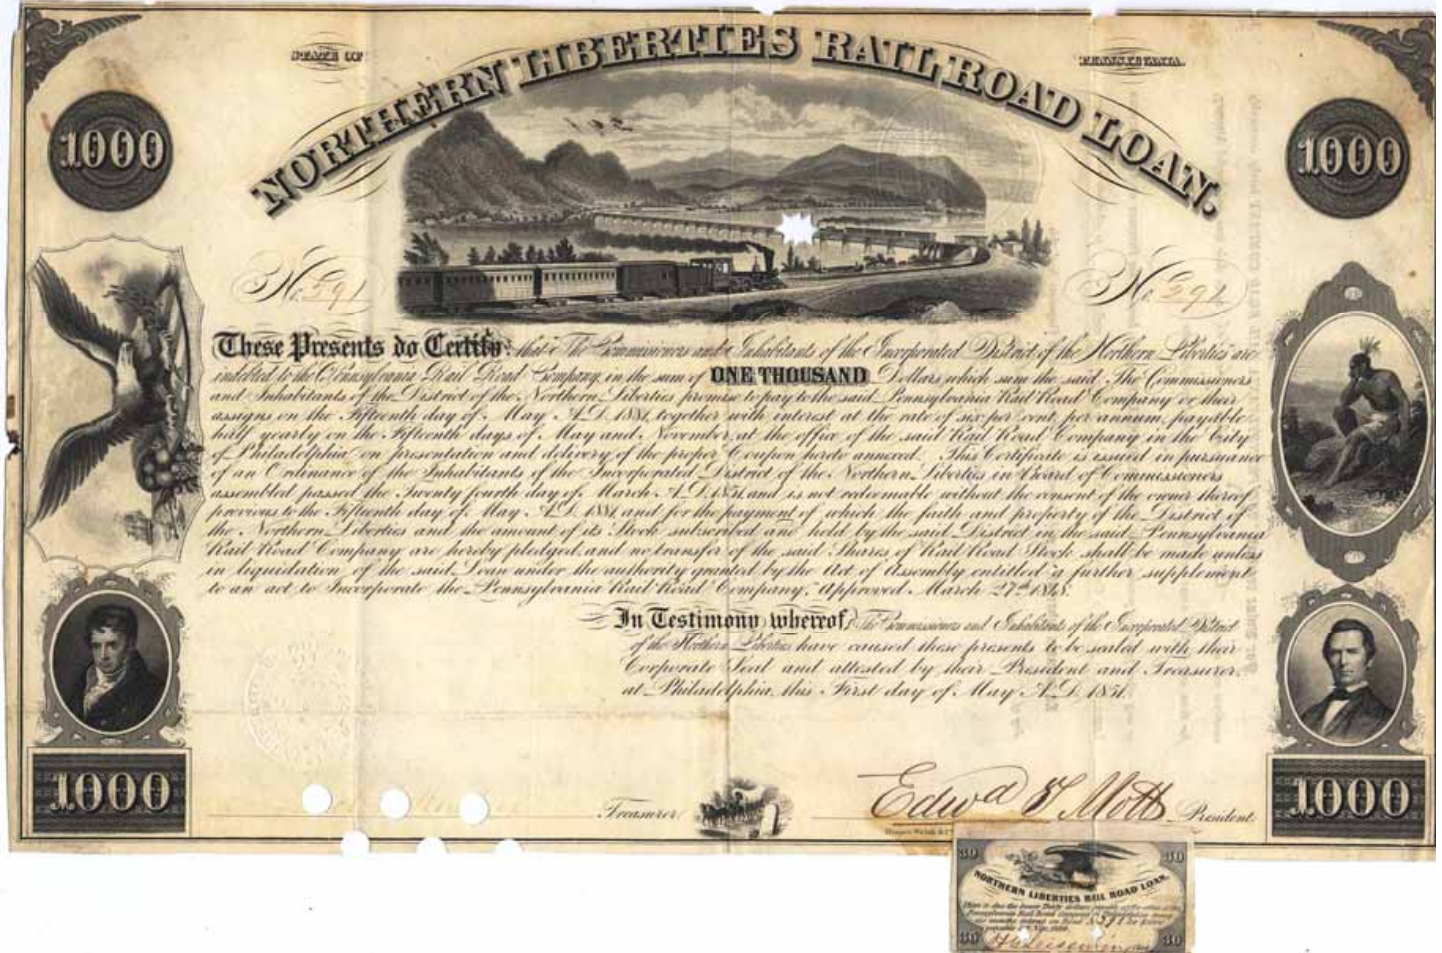 STATE OF
PENNSYLVANIA.
NORTHERN LIBERTIES RAIL ROAD LOAN.
1000
1000
No. 591
No. 591
These Presents do Certify, that The Commissioners and Inhabitants of the Incorporated District of the Northern Liberties are
indebted to the Pennsylvania Rail Road Company, in the sum of ONE THOUSAND Dollars, which sum the said The Commissioners
and Inhabitants of the District of the Northern Liberties promise to pay to the said Pennsylvania Rail Road Company or their
assigns on the Fifteenth day of May A.D. 1881, together with interest at the rate of six per cent. per annum, payable
half yearly on the Fifteenth days of May and November, at the office of the said Rail Road Company in the City
of Philadelphia on presentation and delivery of the proper Coupon hereto annexed. This Certificate is issued in pursuance
of an Ordinance of the Inhabitants of the Incorporated District of the Northern Liberties in Board of Commissioners
assembled passed the Twenty fourth day of March A.D. 1851 and is not redeemable without the consent of the owner thereof
previous to the Fifteenth day of May A.D. 1881 and for the payment of which the faith and property of the District of
the Northern Liberties and the amount of its Stock subscribed and held by the said District in the said Pennsylvania
Rail Road Company are hereby pledged, and no transfer of the said Shares of Rail Road Stock shall be made unless
in liquidation of the said Loan under the authority granted by the Act of Assembly entitled "a further supplement
to an act to Incorporate the Pennsylvania Rail Road Company," Approved March 27th 1848.
In Testimony whereof, The Commissioners and Inhabitants of the Incorporated District
of the Northern Liberties have caused these presents to be sealed with their
Corporate Seal and attested by their President and Treasurer
at Philadelphia, this First day of May A.D. 1851.
1000
1000
Treasurer
Edwd T Mott President
30
30
NORTHERN LIBERTIES RAIL ROAD LOAN.
30
30